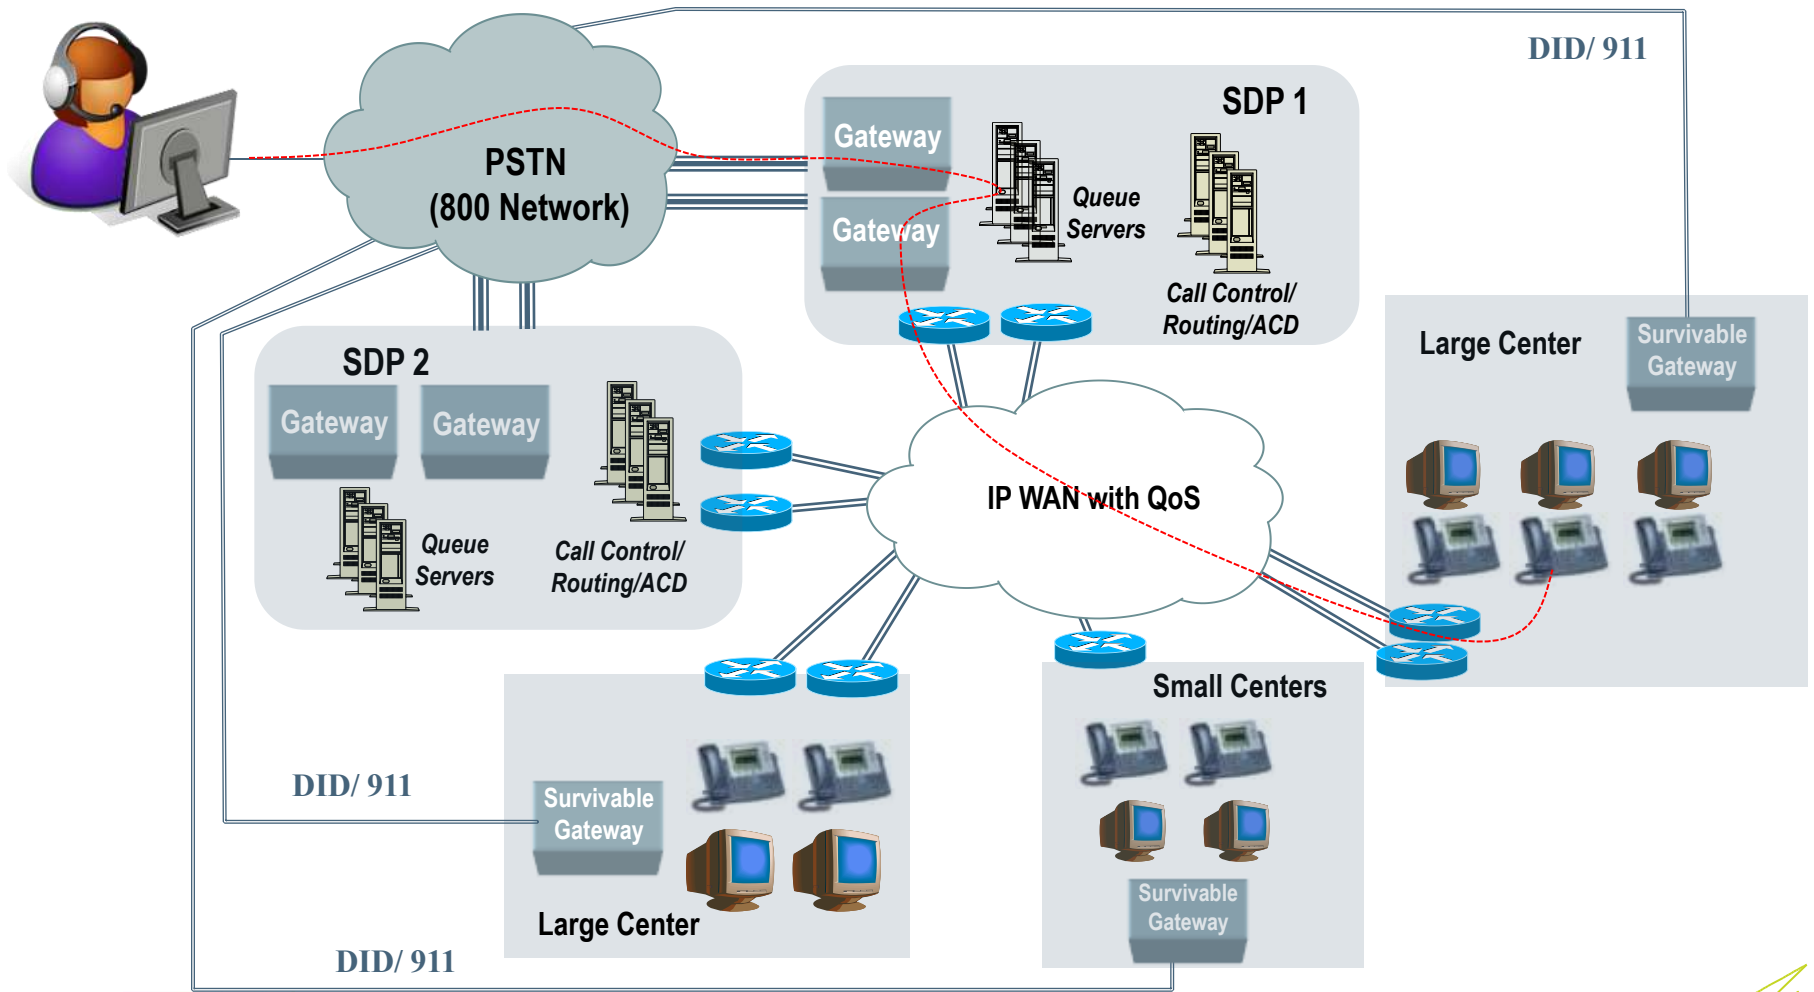 DID/ 911
SDP 1
Gateway
PSTN
(800 Network)
Gateway
Queue
Servers
Call Control/
Routing/ACD
Large Center
Survivable
Gateway
SDP 2
Gateway
Gateway
Queue
Servers
Call Control/
Routing/ACD
IP WAN with QoS
Small Centers
DID/ 911
Survivable
Gateway
Large Center
Survivable
Gateway
DID/ 911